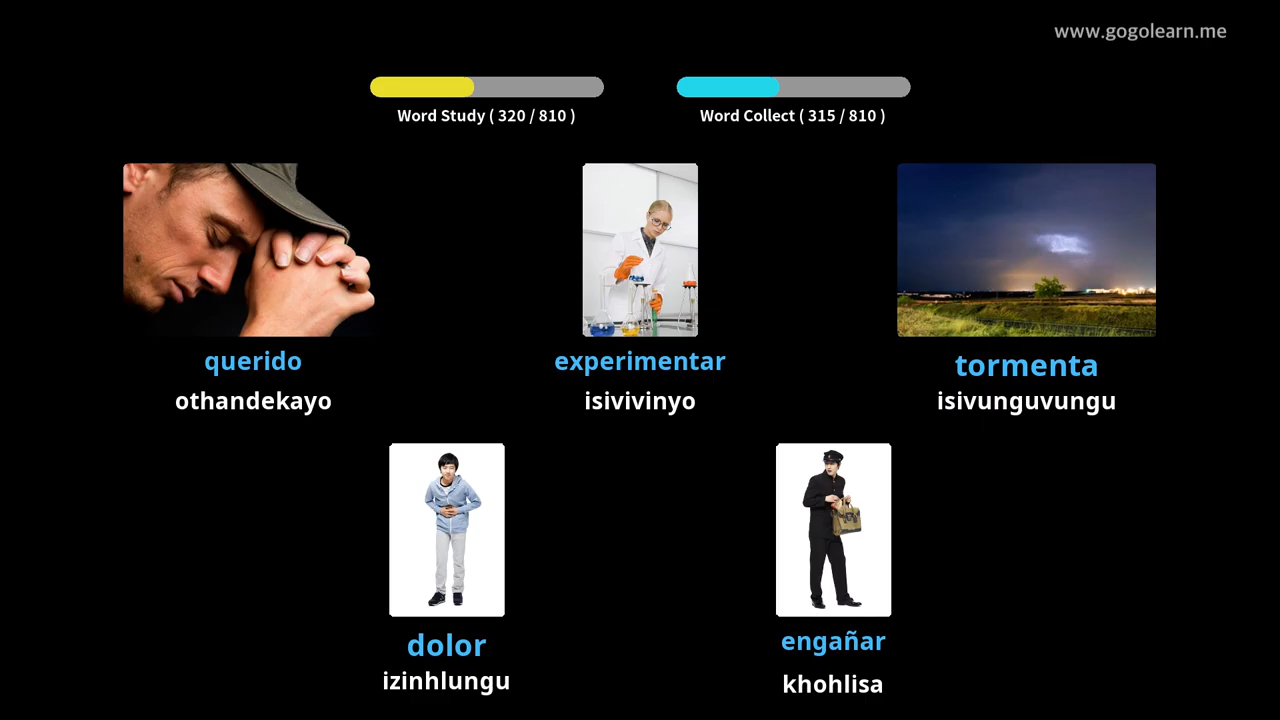 www.gogolearn.me
Word Study ( 320 / 810 )
Word Collect ( 315 / 810 )
querido
othandekayo
experimentar
isivivinyo
tormenta
isivunguvungu
dolor
izinhlungu
engañar
khohlisa